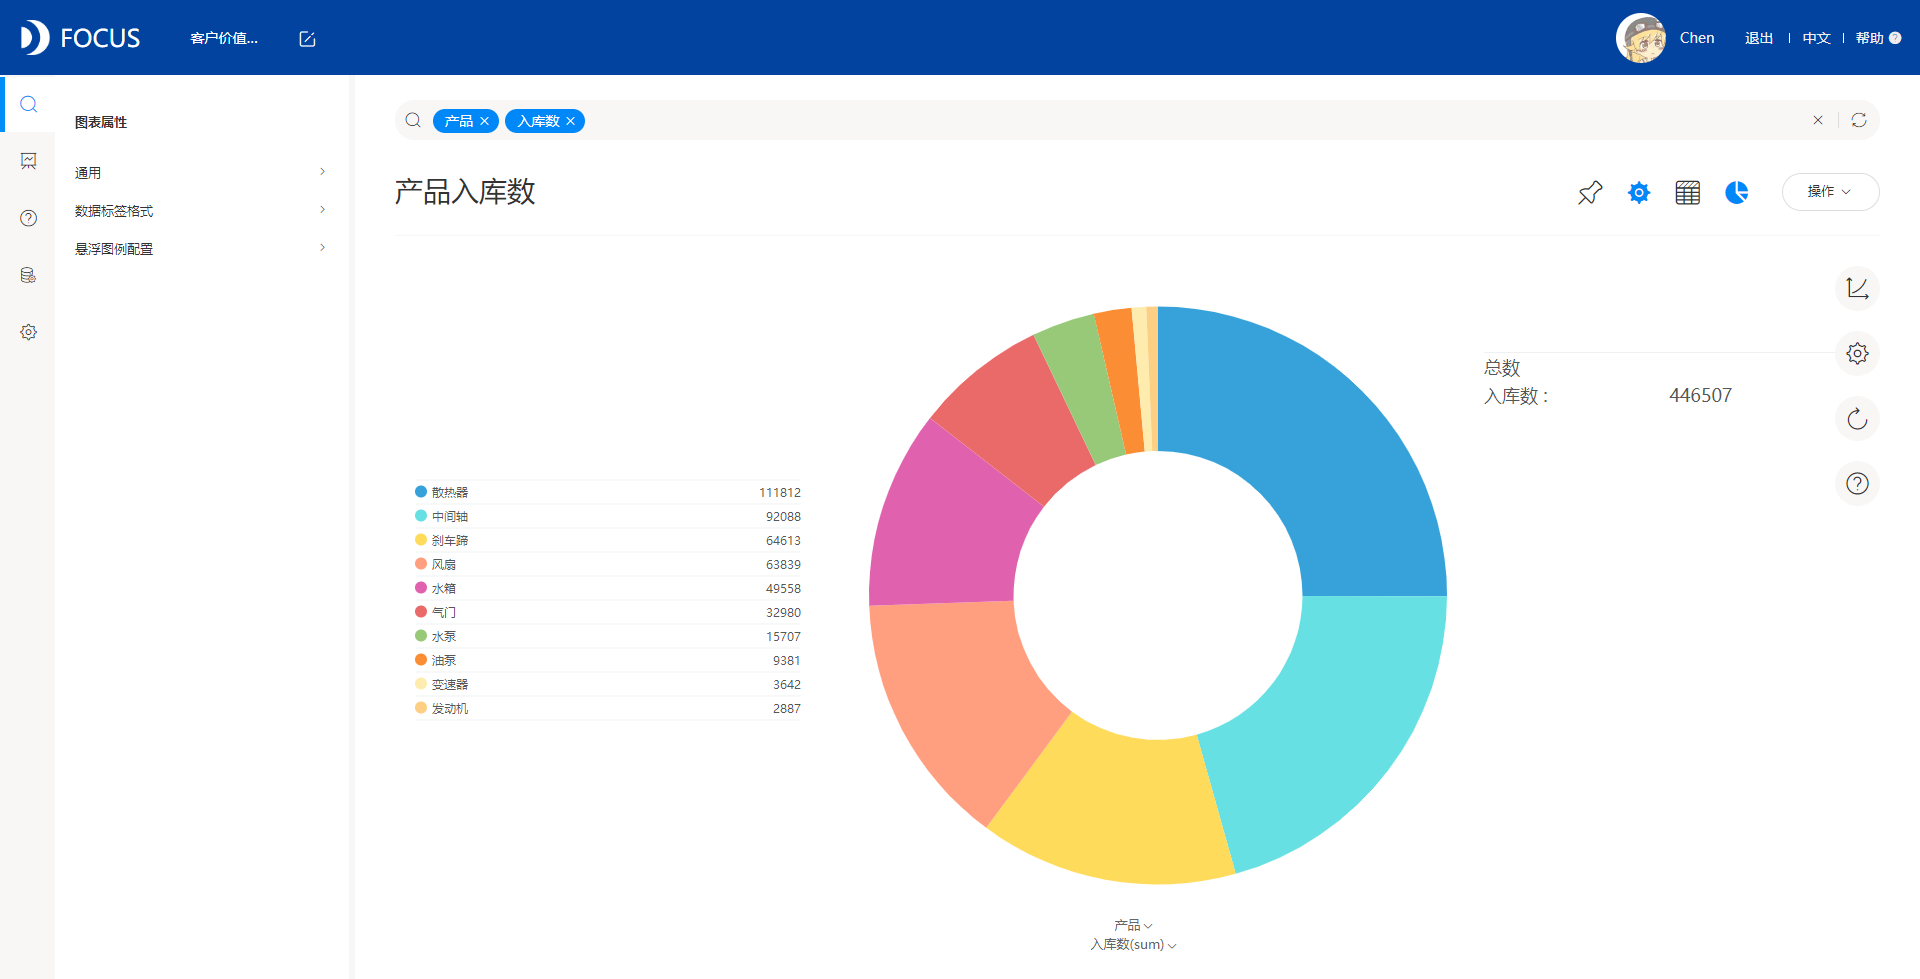 FOCUS
客户价值...
Chen
退出
中文
帮助
图表属性
通用
数据标签格式
悬浮图例配置
产品
入库数
产品入库数
操作
总数
入库数： 446507
散热器 111812
中间轴 92088
刹车蹄 64613
风扇 63839
水箱 49558
气门 32980
水泵 15707
油泵 9381
变速器 3642
发动机 2887
产品
入库数(sum)